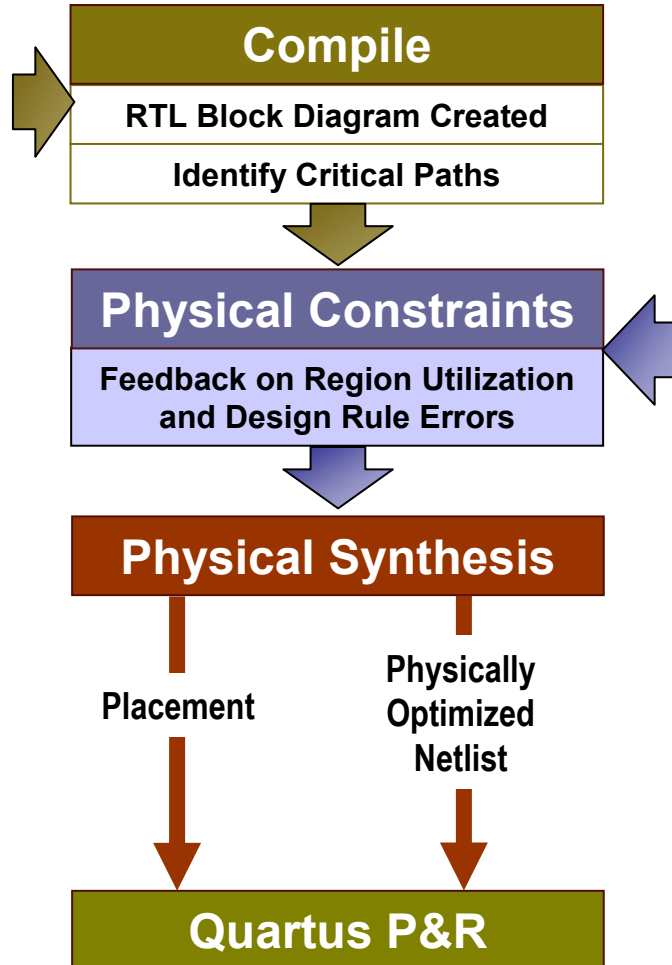 Compile
RTL Block Diagram Created
Identify Critical Paths
Physical Constraints
Feedback on Region Utilization
and Design Rule Errors
Physical Synthesis
Placement
Physically
Optimized
Netlist
Quartus P&R